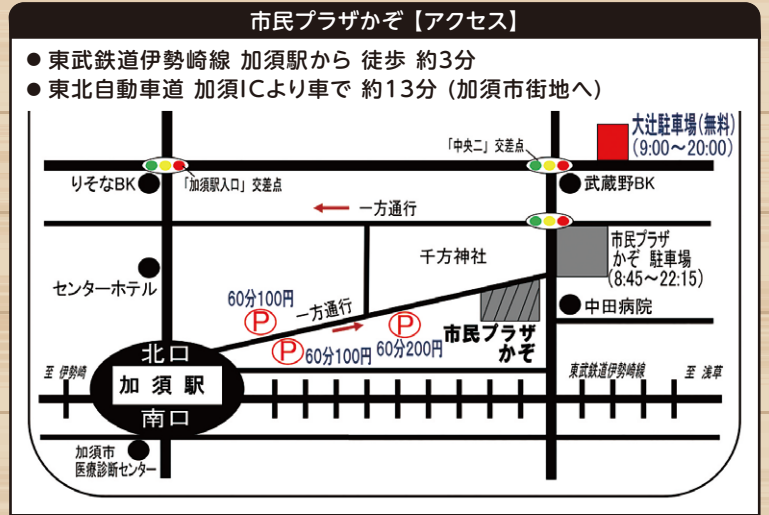 市民プラザかぞ【アクセス】
● 東武鉄道伊勢崎線 加須駅から 徒歩 約3分
● 東北自動車道 加須ICより車で 約13分 (加須市街地へ)
大辻駐車場(無料)
(9:00～20:00)
「中央二」交差点
りそなBK
「加須駅入口」交差点
武蔵野BK
一方通行
市民プラザ
かぞ 駐車場
(8:45～22:15)
千方神社
センターホテル
60分100円
一方通行
中田病院
P
P
P
60分100円
60分200円
市民プラザ
かぞ
北口
至 伊勢崎
加須駅
東武鉄道伊勢崎線
至 浅草
南口
加須市
医療診断センター